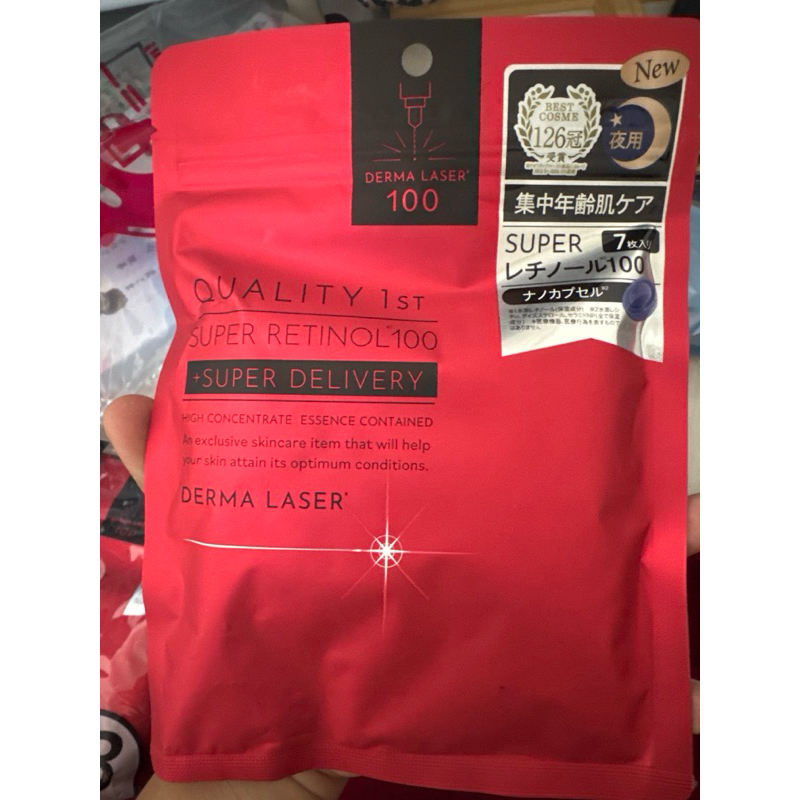 DERMA LASER*
100
New
BEST
COSME
126冠
受賞
夜用
集中年齢肌ケア
SUPER
7枚入り
レチノール100
ナノカプセル※2
QUALITY 1ST
SUPER RETINOL*100
+SUPER DELIVERY
HIGH CONCENTRATE ESSENCE CONTAINED
An exclusive skincare item that will help
your skin attain its optimum conditions.
DERMA LASER*